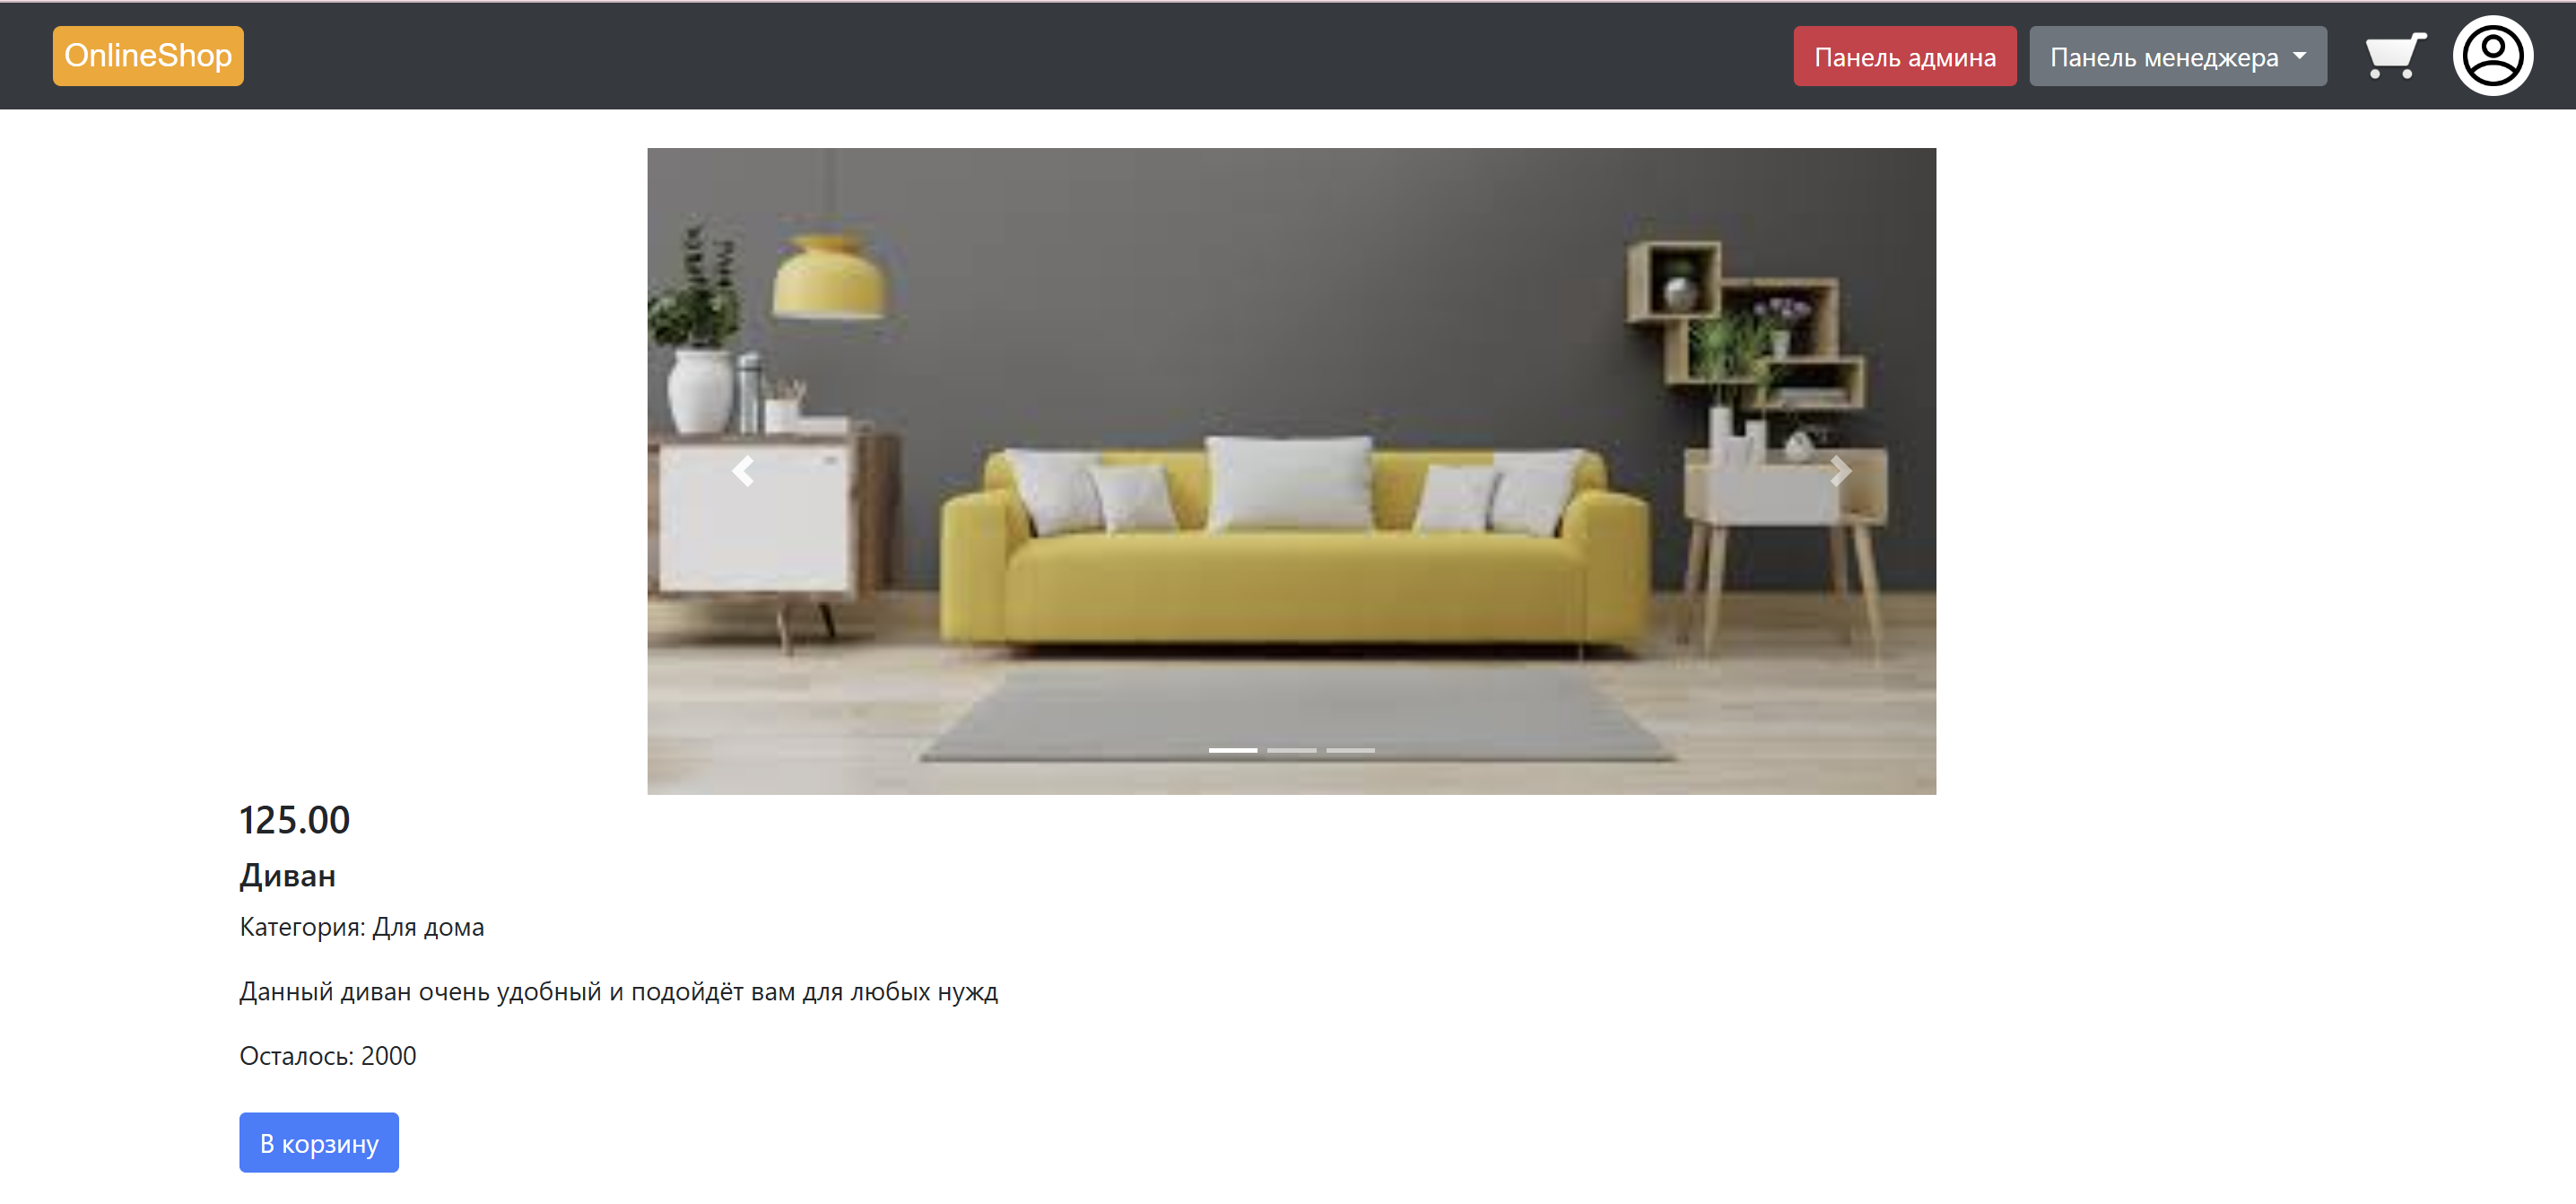 OnlineShop
Панель админа
Панель менеджера
125.00
Диван
Категория: Для дома
Данный диван очень удобный и подойдёт вам для любых нужд
Осталось: 2000
В корзину